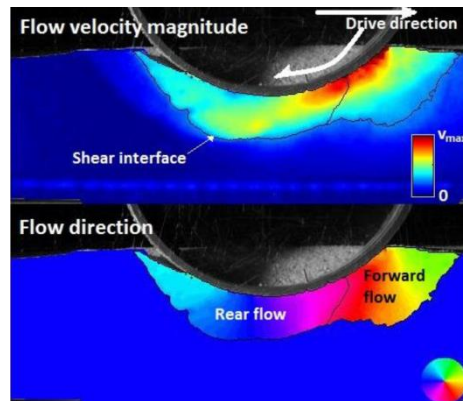 Flow velocity magnitude
Drive direction
Shear interface
vmax
0
Flow direction
Forward
flow
Rear flow